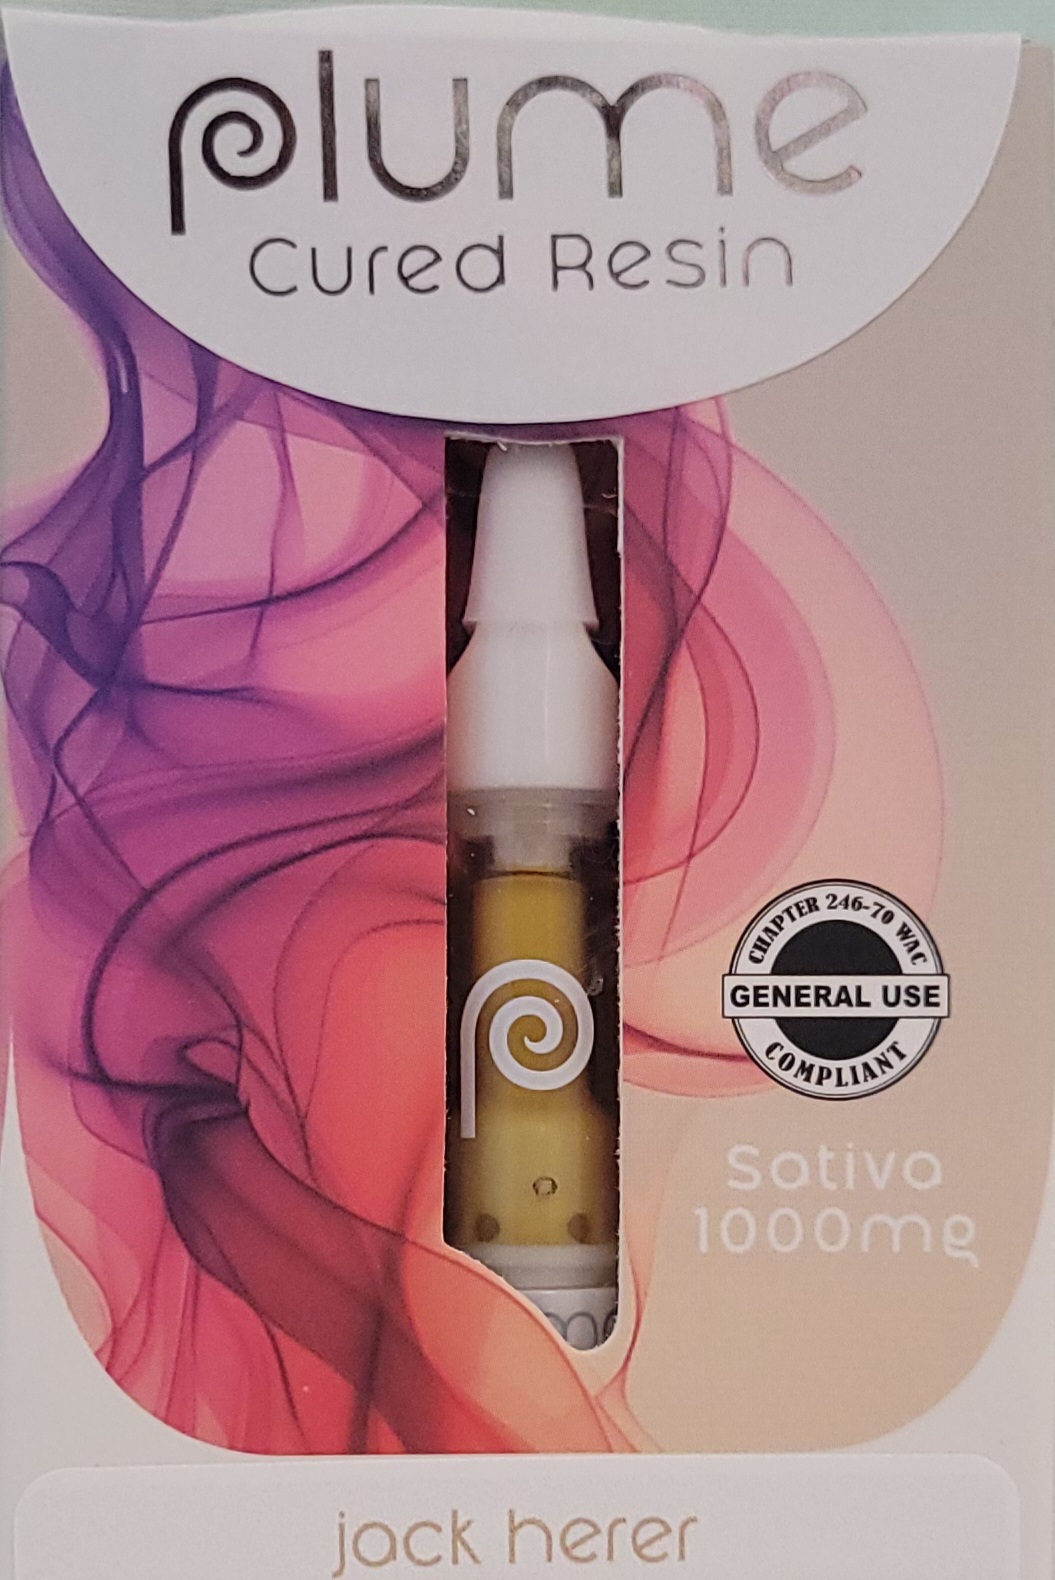 plume
Cured Resin
CHAPTER 246-70 WAC
GENERAL USE
COMPLIANT
Sativa
1000mg
jack herer